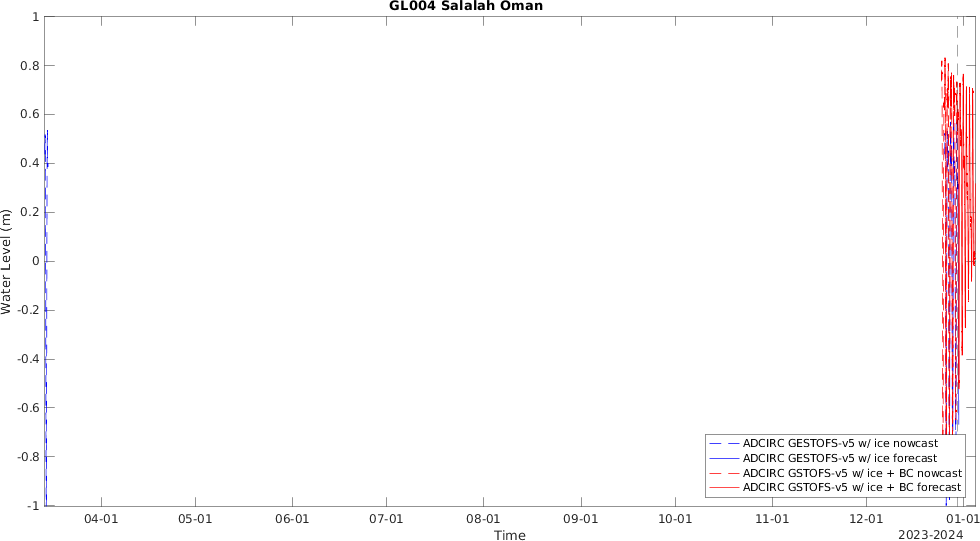 GL004 Salalah Oman
Water Level (m)
1
0.8
0.6
0.4
0.2
0
-0.2
-0.4
-0.6
-0.8
-1
ADCIRC GESTOFS-v5 w/ ice nowcast
ADCIRC GESTOFS-v5 w/ ice forecast
ADCIRC GSTOFS-v5 w/ ice + BC nowcast
ADCIRC GSTOFS-v5 w/ ice + BC forecast
04-01 05-01 06-01 07-01 08-01 09-01 10-01 11-01 12-01 01-01
Time
2023-2024